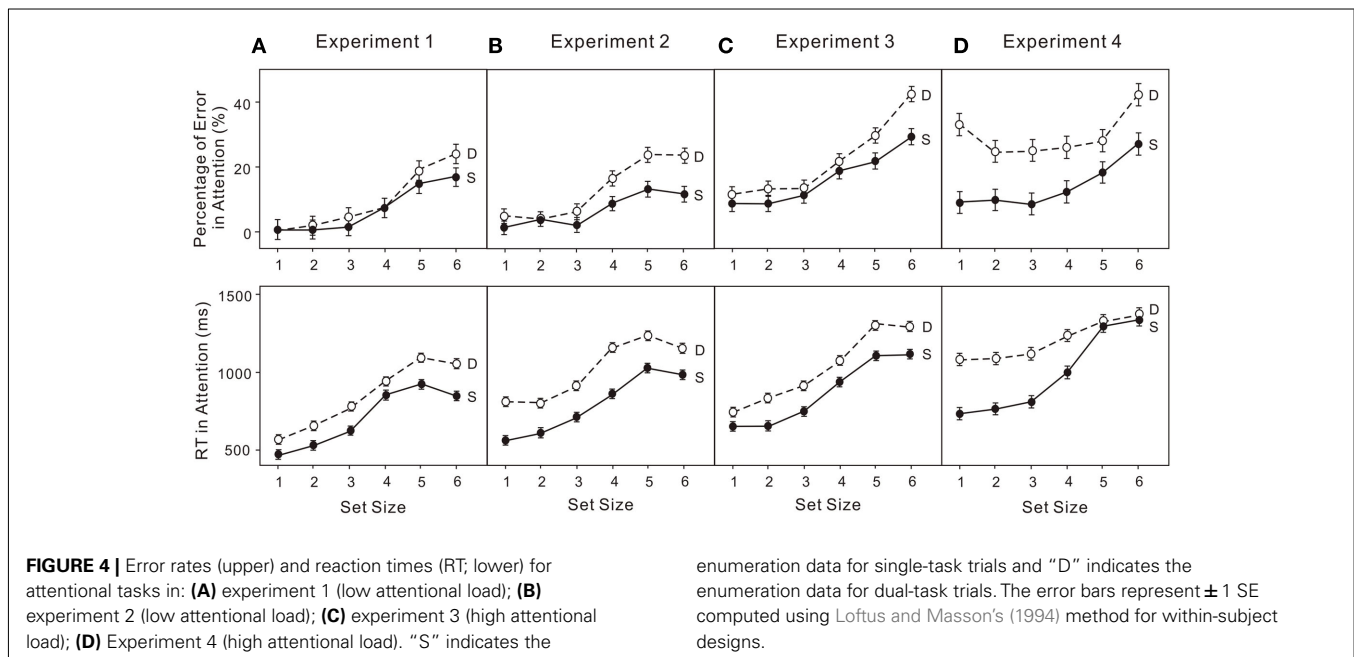 A Experiment 1 B Experiment 2 C Experiment 3 D Experiment 4
Percentage of Error
in Attention (%)
40
20
0
D
S
D
S
D
S
D
S
1 2 3 4 5 6 1 2 3 4 5 6 1 2 3 4 5 6 1 2 3 4 5 6
RT in Attention (ms)
1500
1000
500
D
S
D
S
D
S
D
S
1 2 3 4 5 6 1 2 3 4 5 6 1 2 3 4 5 6 1 2 3 4 5 6
Set Size Set Size Set Size Set Size
FIGURE 4 | Error rates (upper) and reaction times (RT; lower) for
attentional tasks in: (A) experiment 1 (low attentional load); (B)
experiment 2 (low attentional load); (C) experiment 3 (high attentional
load); (D) Experiment 4 (high attentional load). “S” indicates the
enumeration data for single-task trials and “D” indicates the
enumeration data for dual-task trials. The error bars represent ± 1 SE
computed using Loftus and Masson’s (1994) method for within-subject
designs.